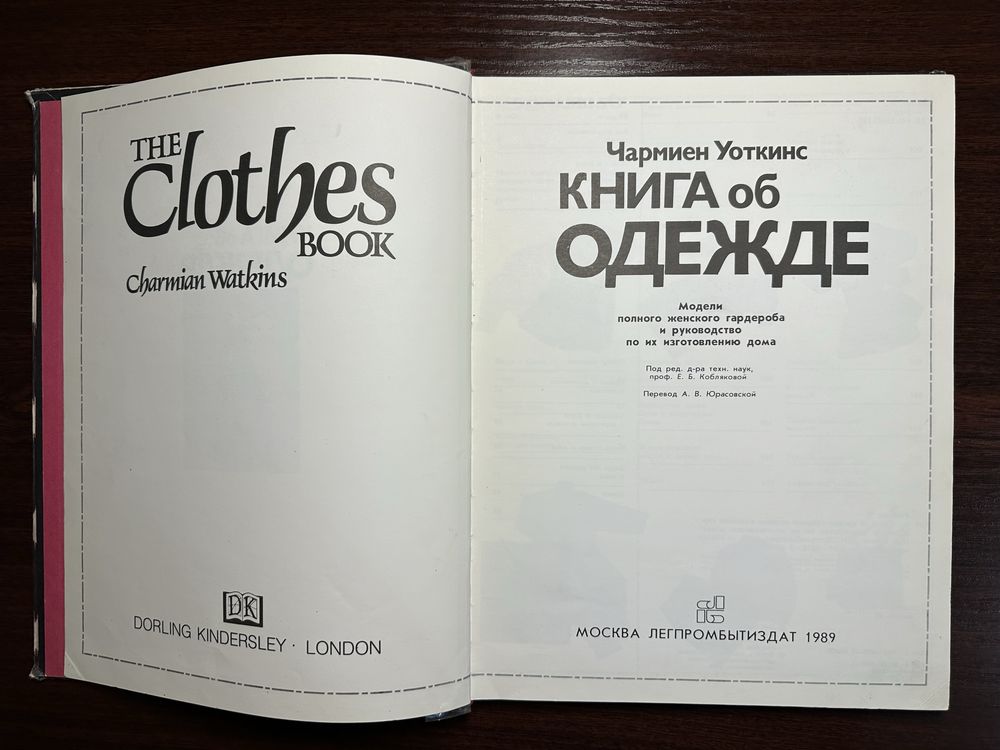 THE
Clothes
BOOK
Charmian Watkins
DK
DORLING KINDERSLEY · LONDON
Чармиен Уоткинс
КНИГА об
ОДЕЖДЕ
Модели
полного женского гардероба
и руководство
по их изготовлению дома
Под ред. д-ра техн. наук,
проф. Е. Б. Кобляковой
Перевод А. В. Юрасовской
МОСКВА ЛЕГПРОМБЫТИЗДАТ 1989